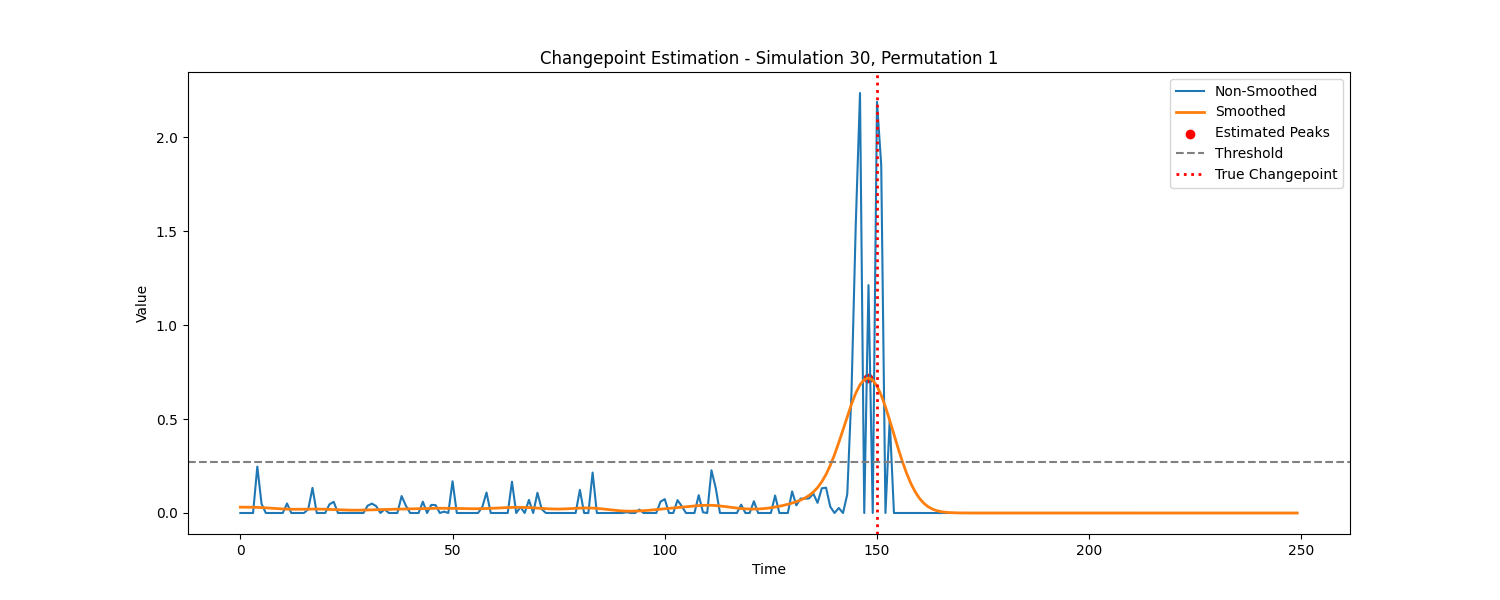 Changepoint Estimation - Simulation 30, Permutation 1
Non-Smoothed
Smoothed
Estimated Peaks
Threshold
True Changepoint
Value
2.0
1.5
1.0
0.5
0.0
0 50 100 150 200 250
Time